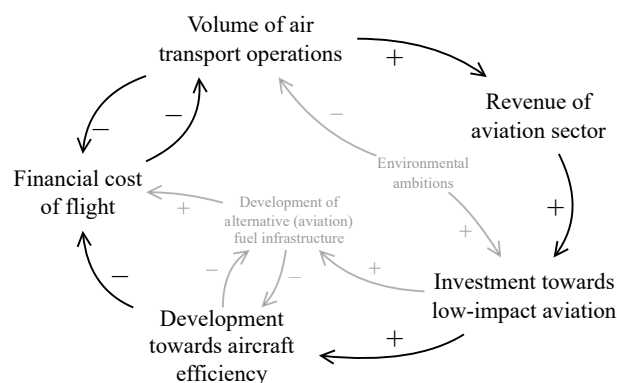 Volume of air
transport operations
+
Revenue of
aviation sector
−
−
−
Environmental
ambitions
Financial cost
of flight
+
Development of
alternative (aviation)
fuel infrastructure
+
+
−
−
−
+
Investment towards
low-impact aviation
Development
towards aircraft
efficiency
+